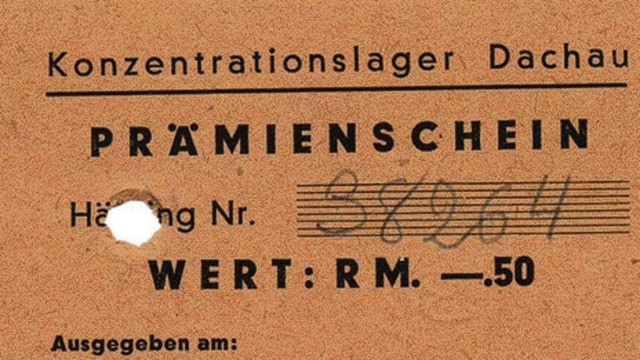 Konzentrationslager Dachau
PRÄMIENSCHEIN
Nr. 38264
WERT: RM. —.50
Ausgegeben am: